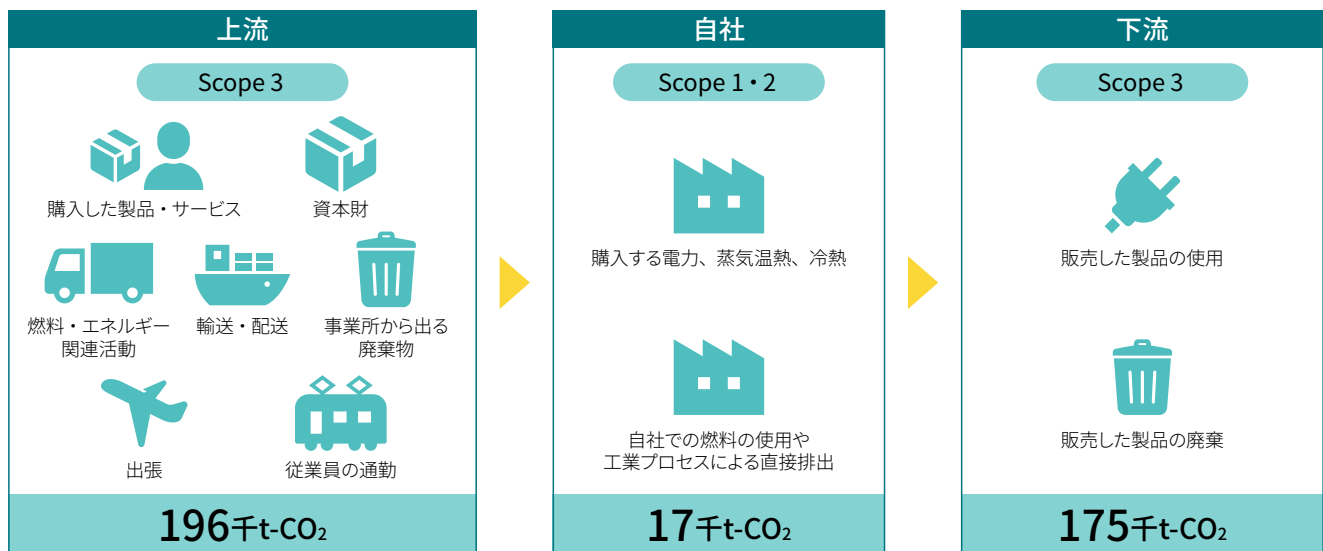 上流
Scope 3
購入した製品・サービス
資本財
燃料・エネルギー
関連活動
輸送・配送
事業所から出る
廃棄物
出張
従業員の通勤
196千t-CO₂
自社
Scope 1・2
購入する電力、蒸気温熱、冷熱
自社での燃料の使用や
工業プロセスによる直接排出
17千t-CO₂
下流
Scope 3
販売した製品の使用
販売した製品の廃棄
175千t-CO₂